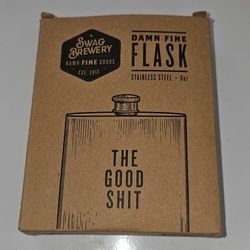 SWAG
BREWERY
DAMN FINE GOODS
EST. 2012
DAMN FINE
FLASK
STAINLESS STEEL - 8oz
THE
GOOD
SHIT